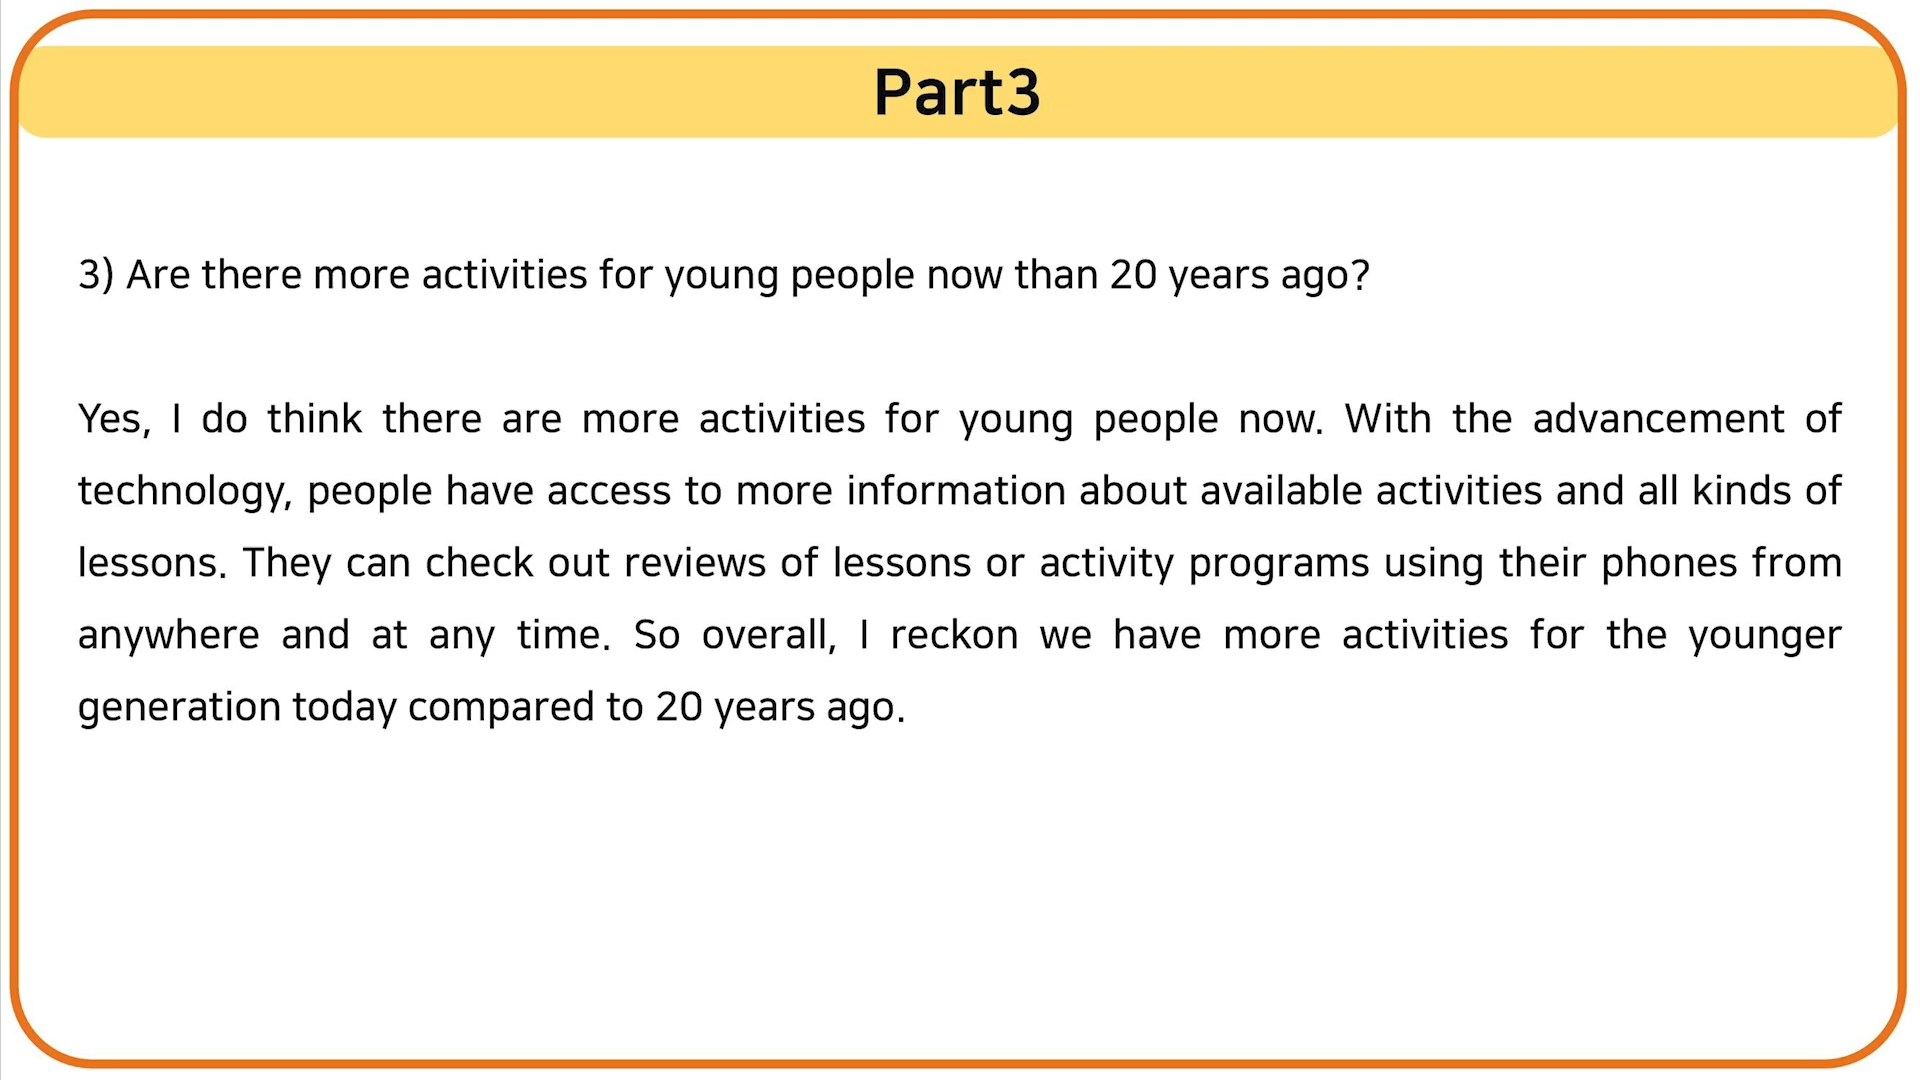 Part3
3) Are there more activities for young people now than 20 years ago?
Yes, I do think there are more activities for young people now. With the advancement of
technology, people have access to more information about available activities and all kinds of
lessons. They can check out reviews of lessons or activity programs using their phones from
anywhere and at any time. So overall, I reckon we have more activities for the younger
generation today compared to 20 years ago.